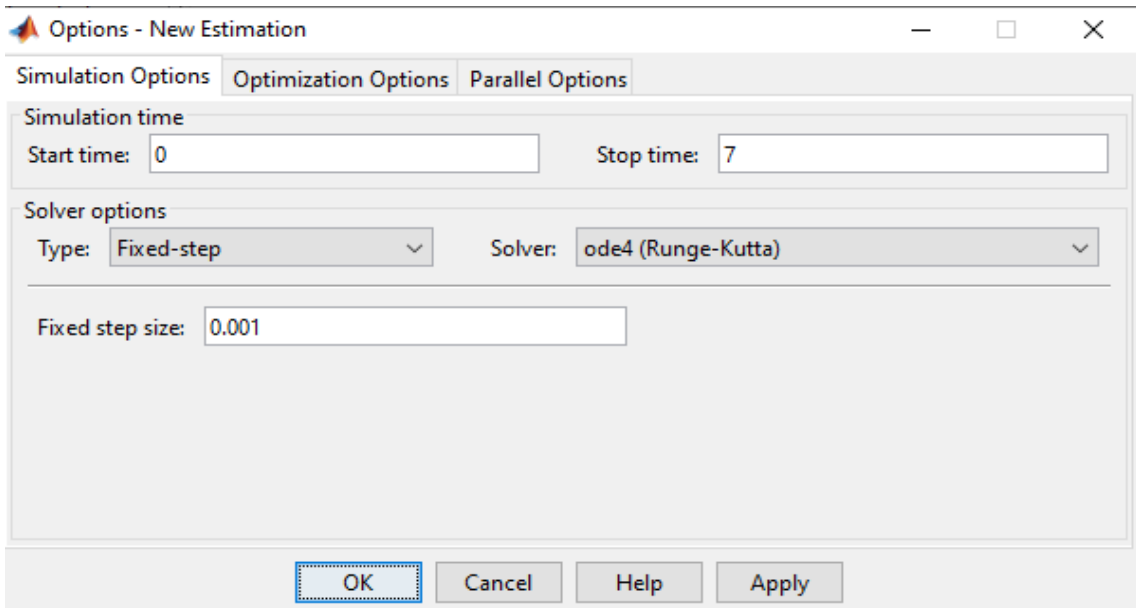 Options - New Estimation
Simulation Options Optimization Options Parallel Options
Simulation time
Start time: 0 Stop time: 7
Solver options
Type: Fixed-step Solver: ode4 (Runge-Kutta)
Fixed step size: 0.001
OK Cancel Help Apply